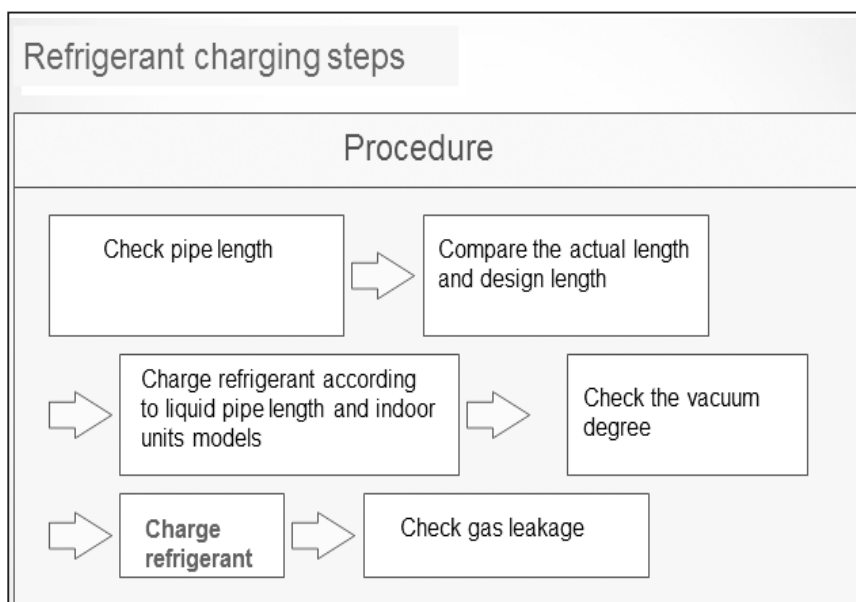 Refrigerant charging steps
Procedure
Check pipe length
Compare the actual length
and design length
Charge refrigerant according
to liquid pipe length and indoor
units models
Check the vacuum
degree
Charge
refrigerant
Check gas leakage